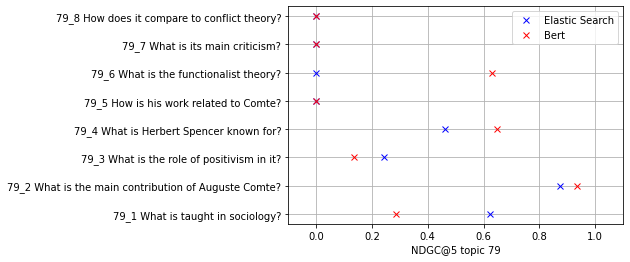 79_8 How does it compare to conflict theory?
79_7 What is its main criticism?
79_6 What is the functionalist theory?
79_5 How is his work related to Comte?
79_4 What is Herbert Spencer known for?
79_3 What is the role of positivism in it?
79_2 What is the main contribution of Auguste Comte?
79_1 What is taught in sociology?
Elastic Search
Bert
0.0 0.2 0.4 0.6 0.8 1.0
NDGC@5 topic 79